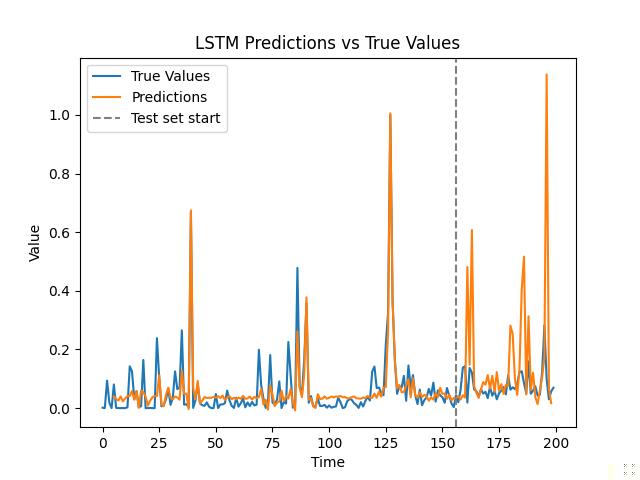 LSTM Predictions vs True Values
True Values
Predictions
Test set start
Value
1.0
0.8
0.6
0.4
0.2
0.0
0 25 50 75 100 125 150 175 200
Time